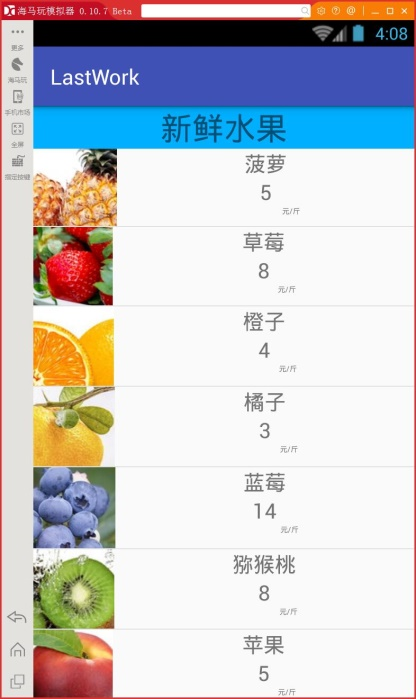 海马玩模拟器 0.10.7 Beta
更多
海马玩
手机市场
全屏
固定按键
4:08
LastWork
新鲜水果
菠萝
5
元/斤
草莓
8
元/斤
橙子
4
元/斤
橘子
3
元/斤
蓝莓
14
元/斤
猕猴桃
8
元/斤
苹果
5
元/斤